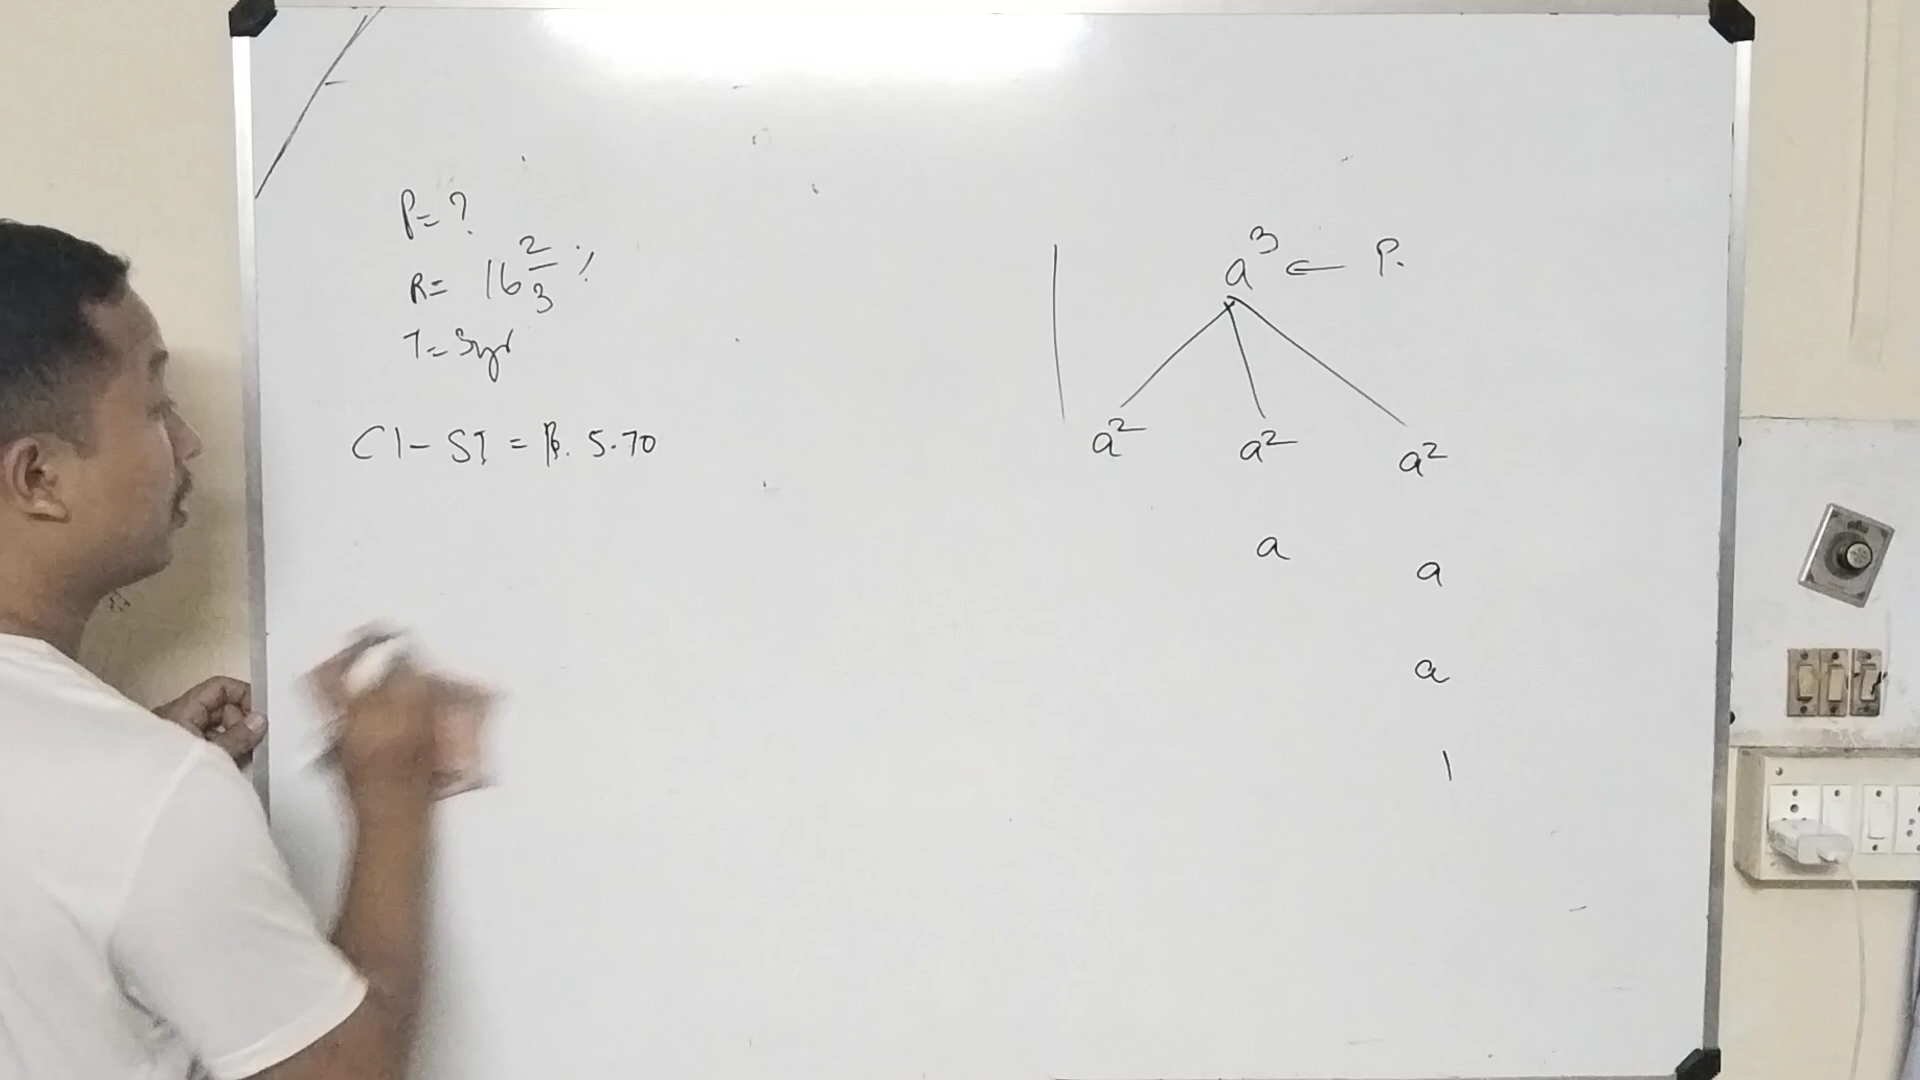 P= ?
R= 16 2/3 %
T= 3yr
CI - SI = Rs. 5.70
a³ ← P.
a² a² a²
a a
a
1